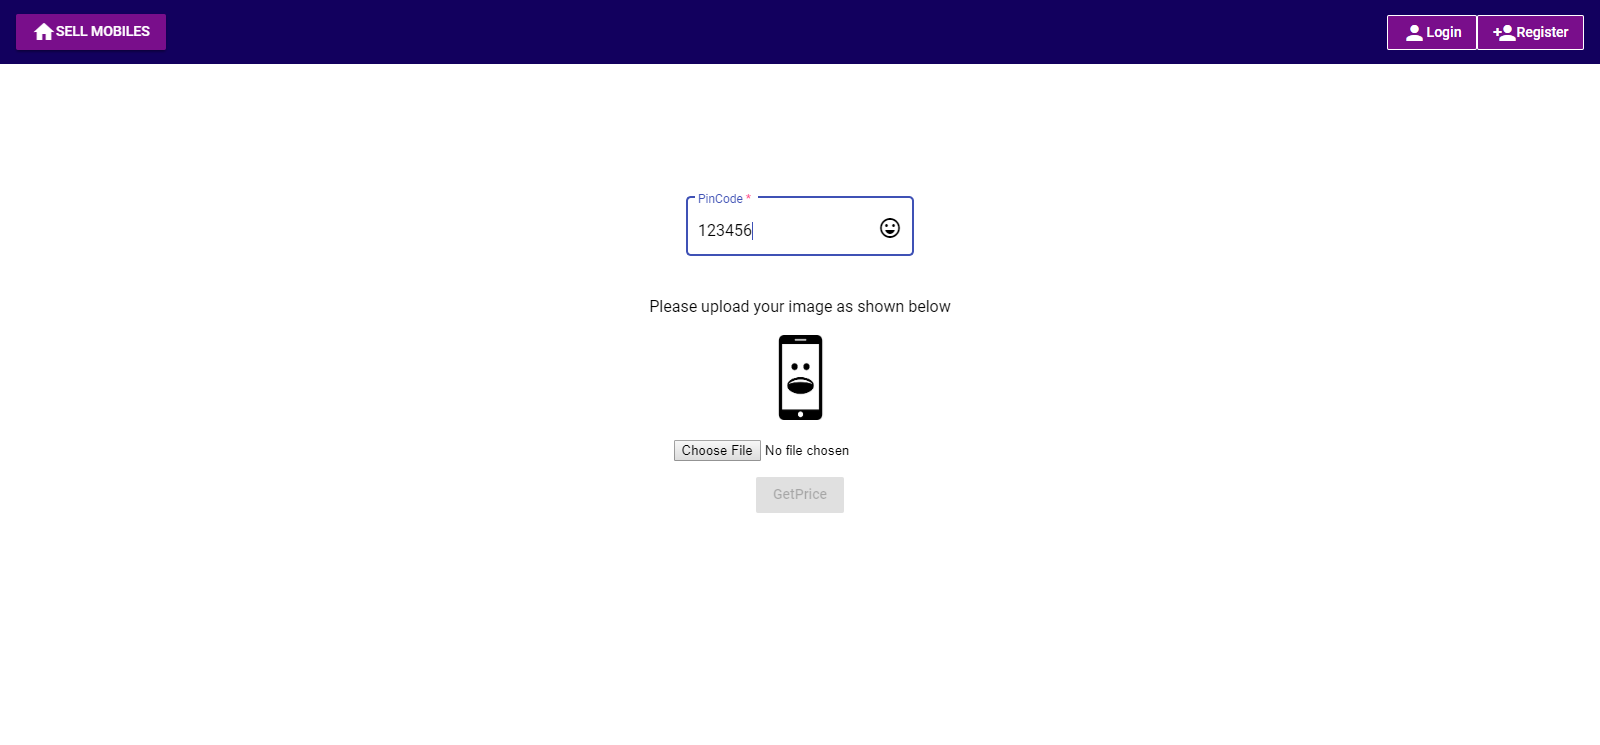 SELL MOBILES
Login
Register
PinCode *
123456
Please upload your image as shown below
Choose File No file chosen
GetPrice